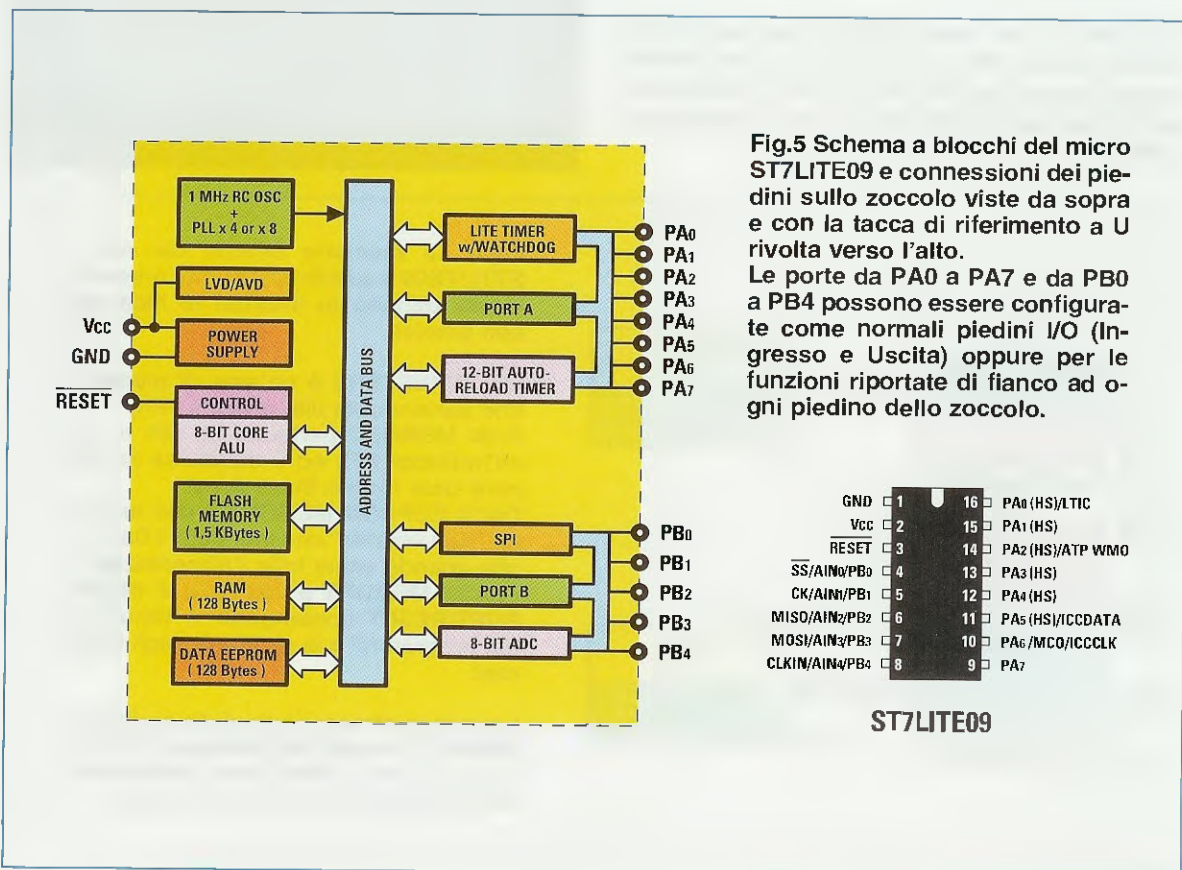 1 MHz RC OSC
+
PLL x 4 or x 8
LVD/AVD
POWER
SUPPLY
CONTROL
8-BIT CORE
ALU
FLASH
MEMORY
( 1,5 KBytes )
RAM
( 128 Bytes )
DATA EEPROM
( 128 Bytes )
Vcc
GND
RESET
ADDRESS AND DATA BUS
LITE TIMER
w/WATCHDOG
PORT A
12-BIT AUTO-
RELOAD TIMER
SPI
PORT B
8-BIT ADC
PA0
PA1
PA2
PA3
PA4
PA5
PA6
PA7
PB0
PB1
PB2
PB3
PB4
Fig.5 Schema a blocchi del micro
ST7LITE09 e connessioni dei pie-
dini sullo zoccolo viste da sopra
e con la tacca di riferimento a U
rivolta verso l'alto.
Le porte da PA0 a PA7 e da PB0
a PB4 possono essere configura-
te come normali piedini I/O (In-
gresso e Uscita) oppure per le
funzioni riportate di fianco ad o-
gni piedino dello zoccolo.
GND 1 16 PA0 (HS)/LTIC
Vcc 2 15 PA1 (HS)
RESET 3 14 PA2 (HS)/ATP WMO
SS/AIN0/PB0 4 13 PA3 (HS)
CK/AIN1/PB1 5 12 PA4 (HS)
MISO/AIN2/PB2 6 11 PA5 (HS)/ICCDATA
MOSI/AIN3/PB3 7 10 PA6 /MCO/ICCCLK
CLKIN/AIN4/PB4 8 9 PA7
ST7LITE09